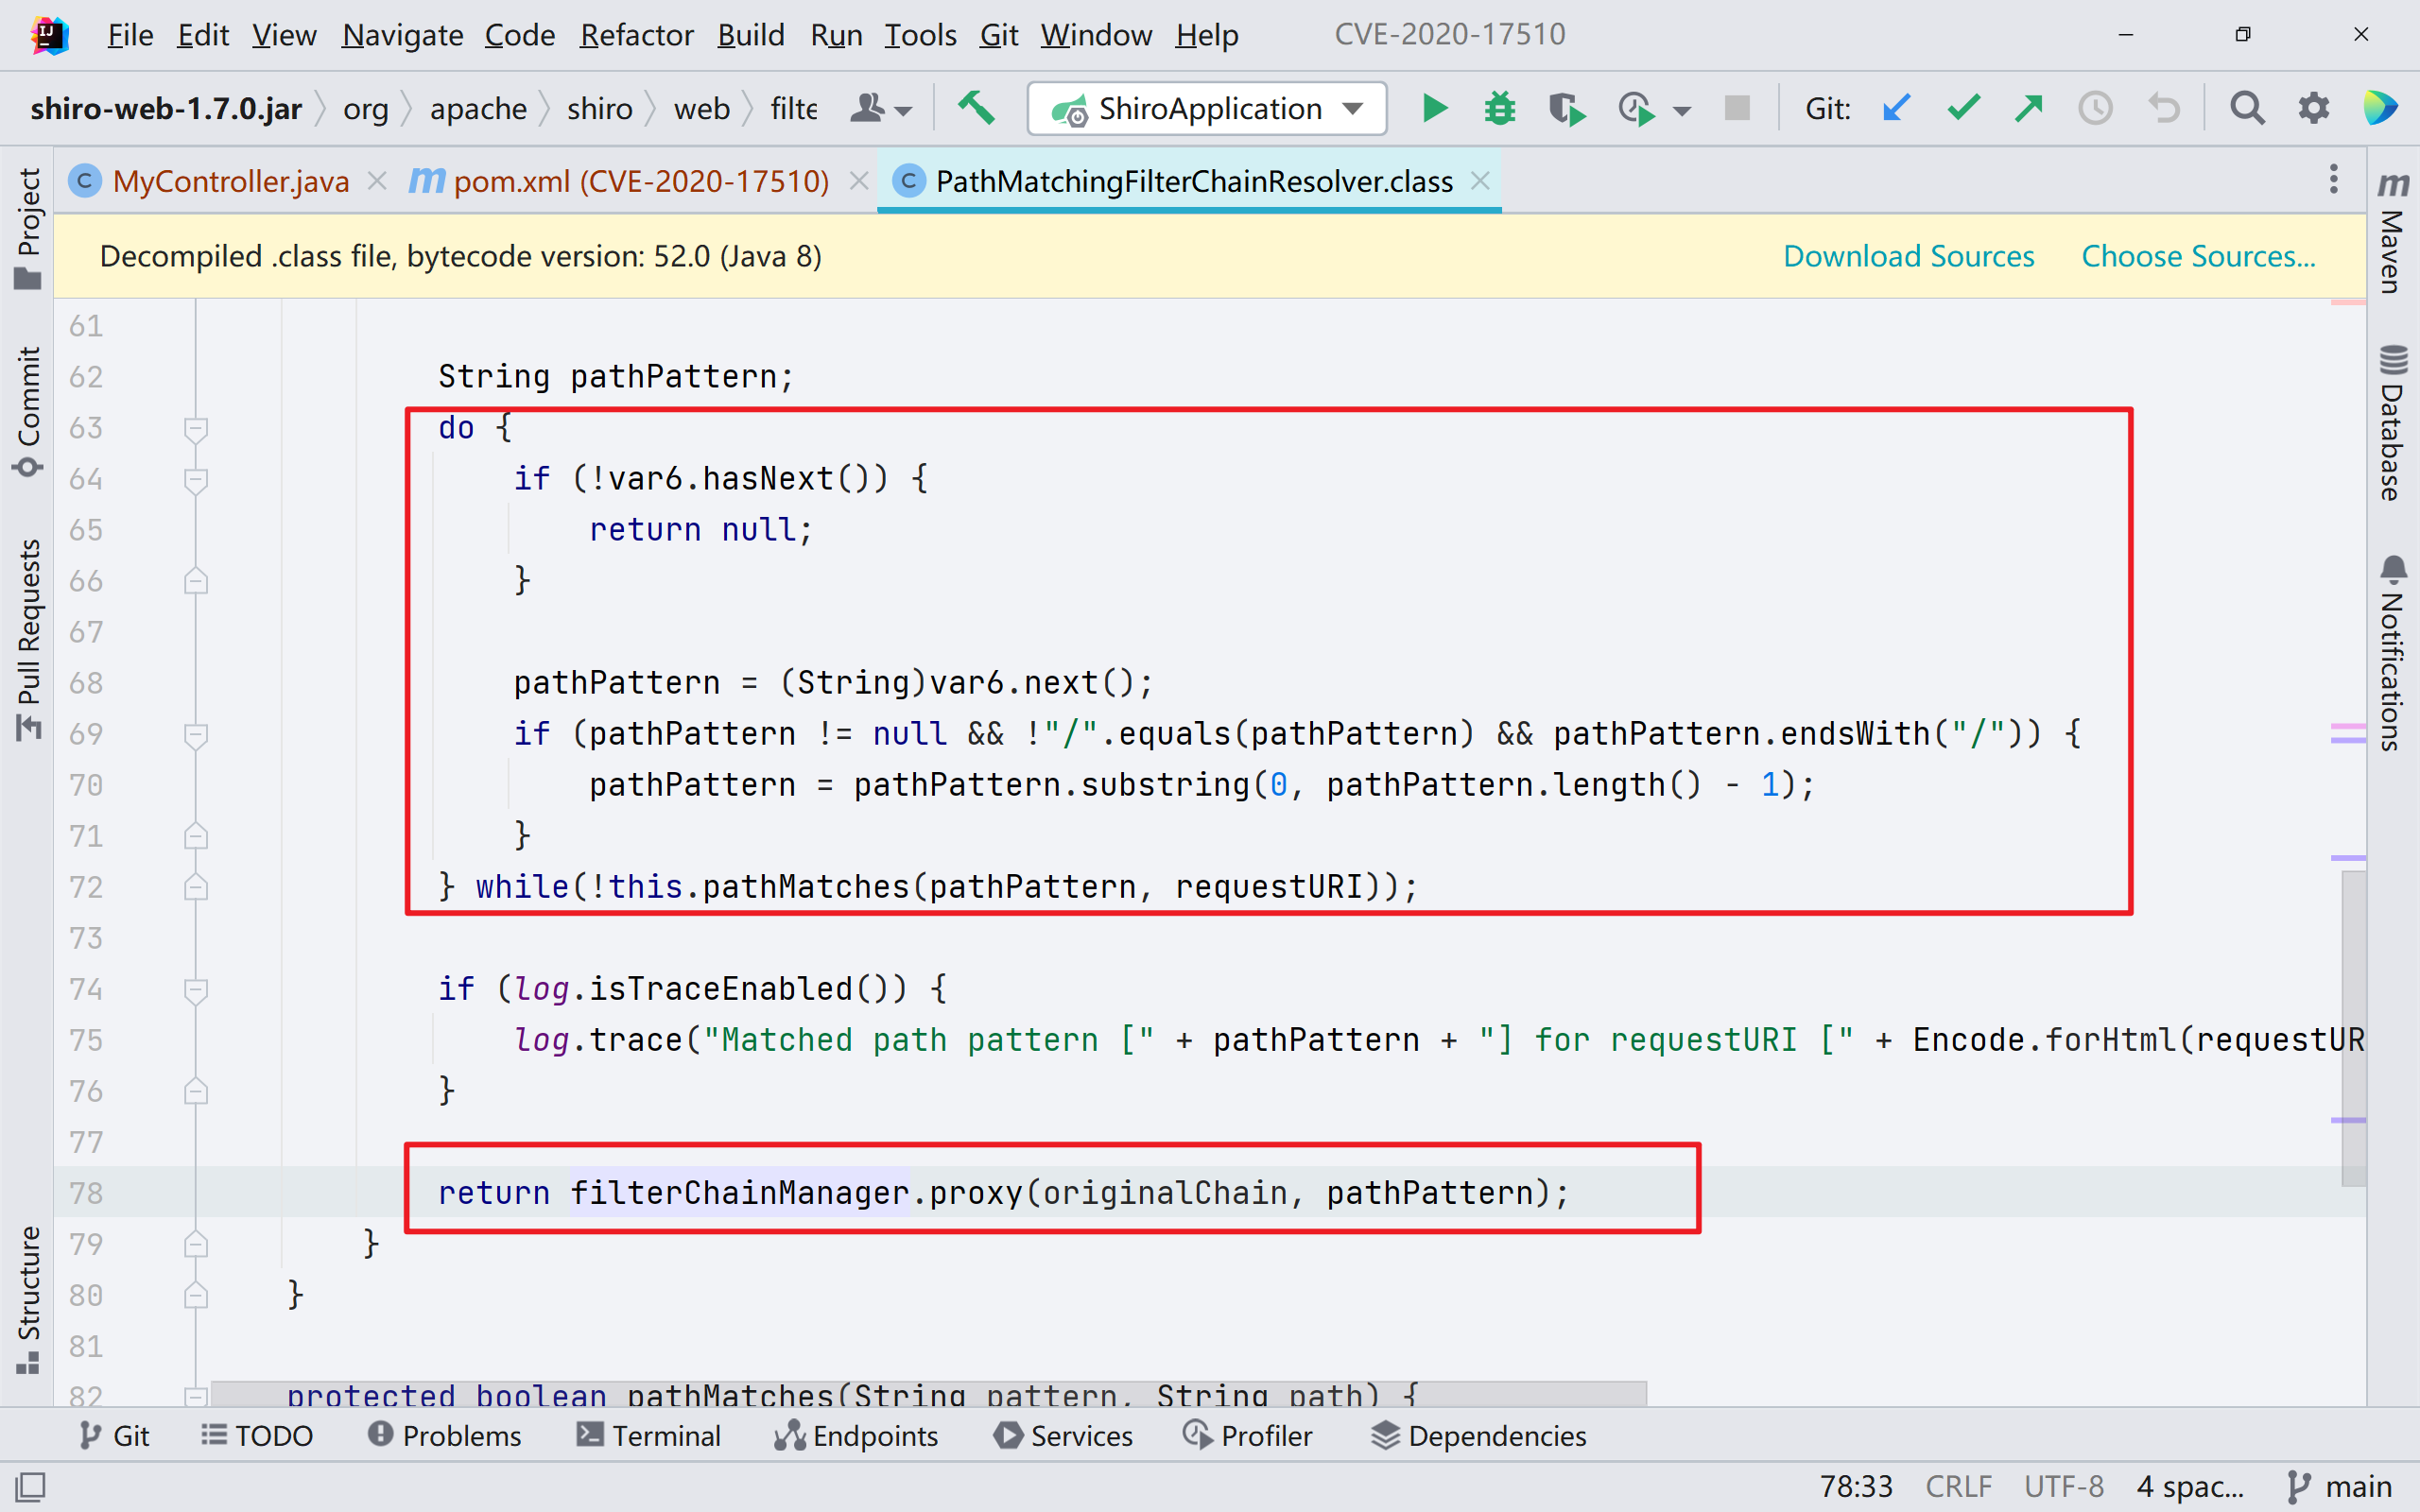 File Edit View Navigate Code Refactor Build Run Tools Git Window Help CVE-2020-17510
shiro-web-1.7.0.jar org apache shiro web filte ShiroApplication Git:
MyController.java pom.xml (CVE-2020-17510) PathMatchingFilterChainResolver.class
Decompiled .class file, bytecode version: 52.0 (Java 8) Download Sources Choose Sources...
Project
Commit
Pull Requests
Structure
61
62 String pathPattern;
63 do {
64 if (!var6.hasNext()) {
65 return null;
66 }
67
68 pathPattern = (String)var6.next();
69 if (pathPattern != null && !"/".equals(pathPattern) && pathPattern.endsWith("/")) {
70 pathPattern = pathPattern.substring(0, pathPattern.length() - 1);
71 }
72 } while(!this.pathMatches(pathPattern, requestURI));
73
74 if (log.isTraceEnabled()) {
75 log.trace("Matched path pattern [" + pathPattern + "] for requestURI [" + Encode.forHtml(requestUR
76 }
77
78 return filterChainManager.proxy(originalChain, pathPattern);
79 }
80 }
81
82 protected boolean pathMatches(String pattern, String path) {
Maven
Database
Notifications
Git TODO Problems Terminal Endpoints Services Profiler Dependencies
78:33 CRLF UTF-8 4 spac... main